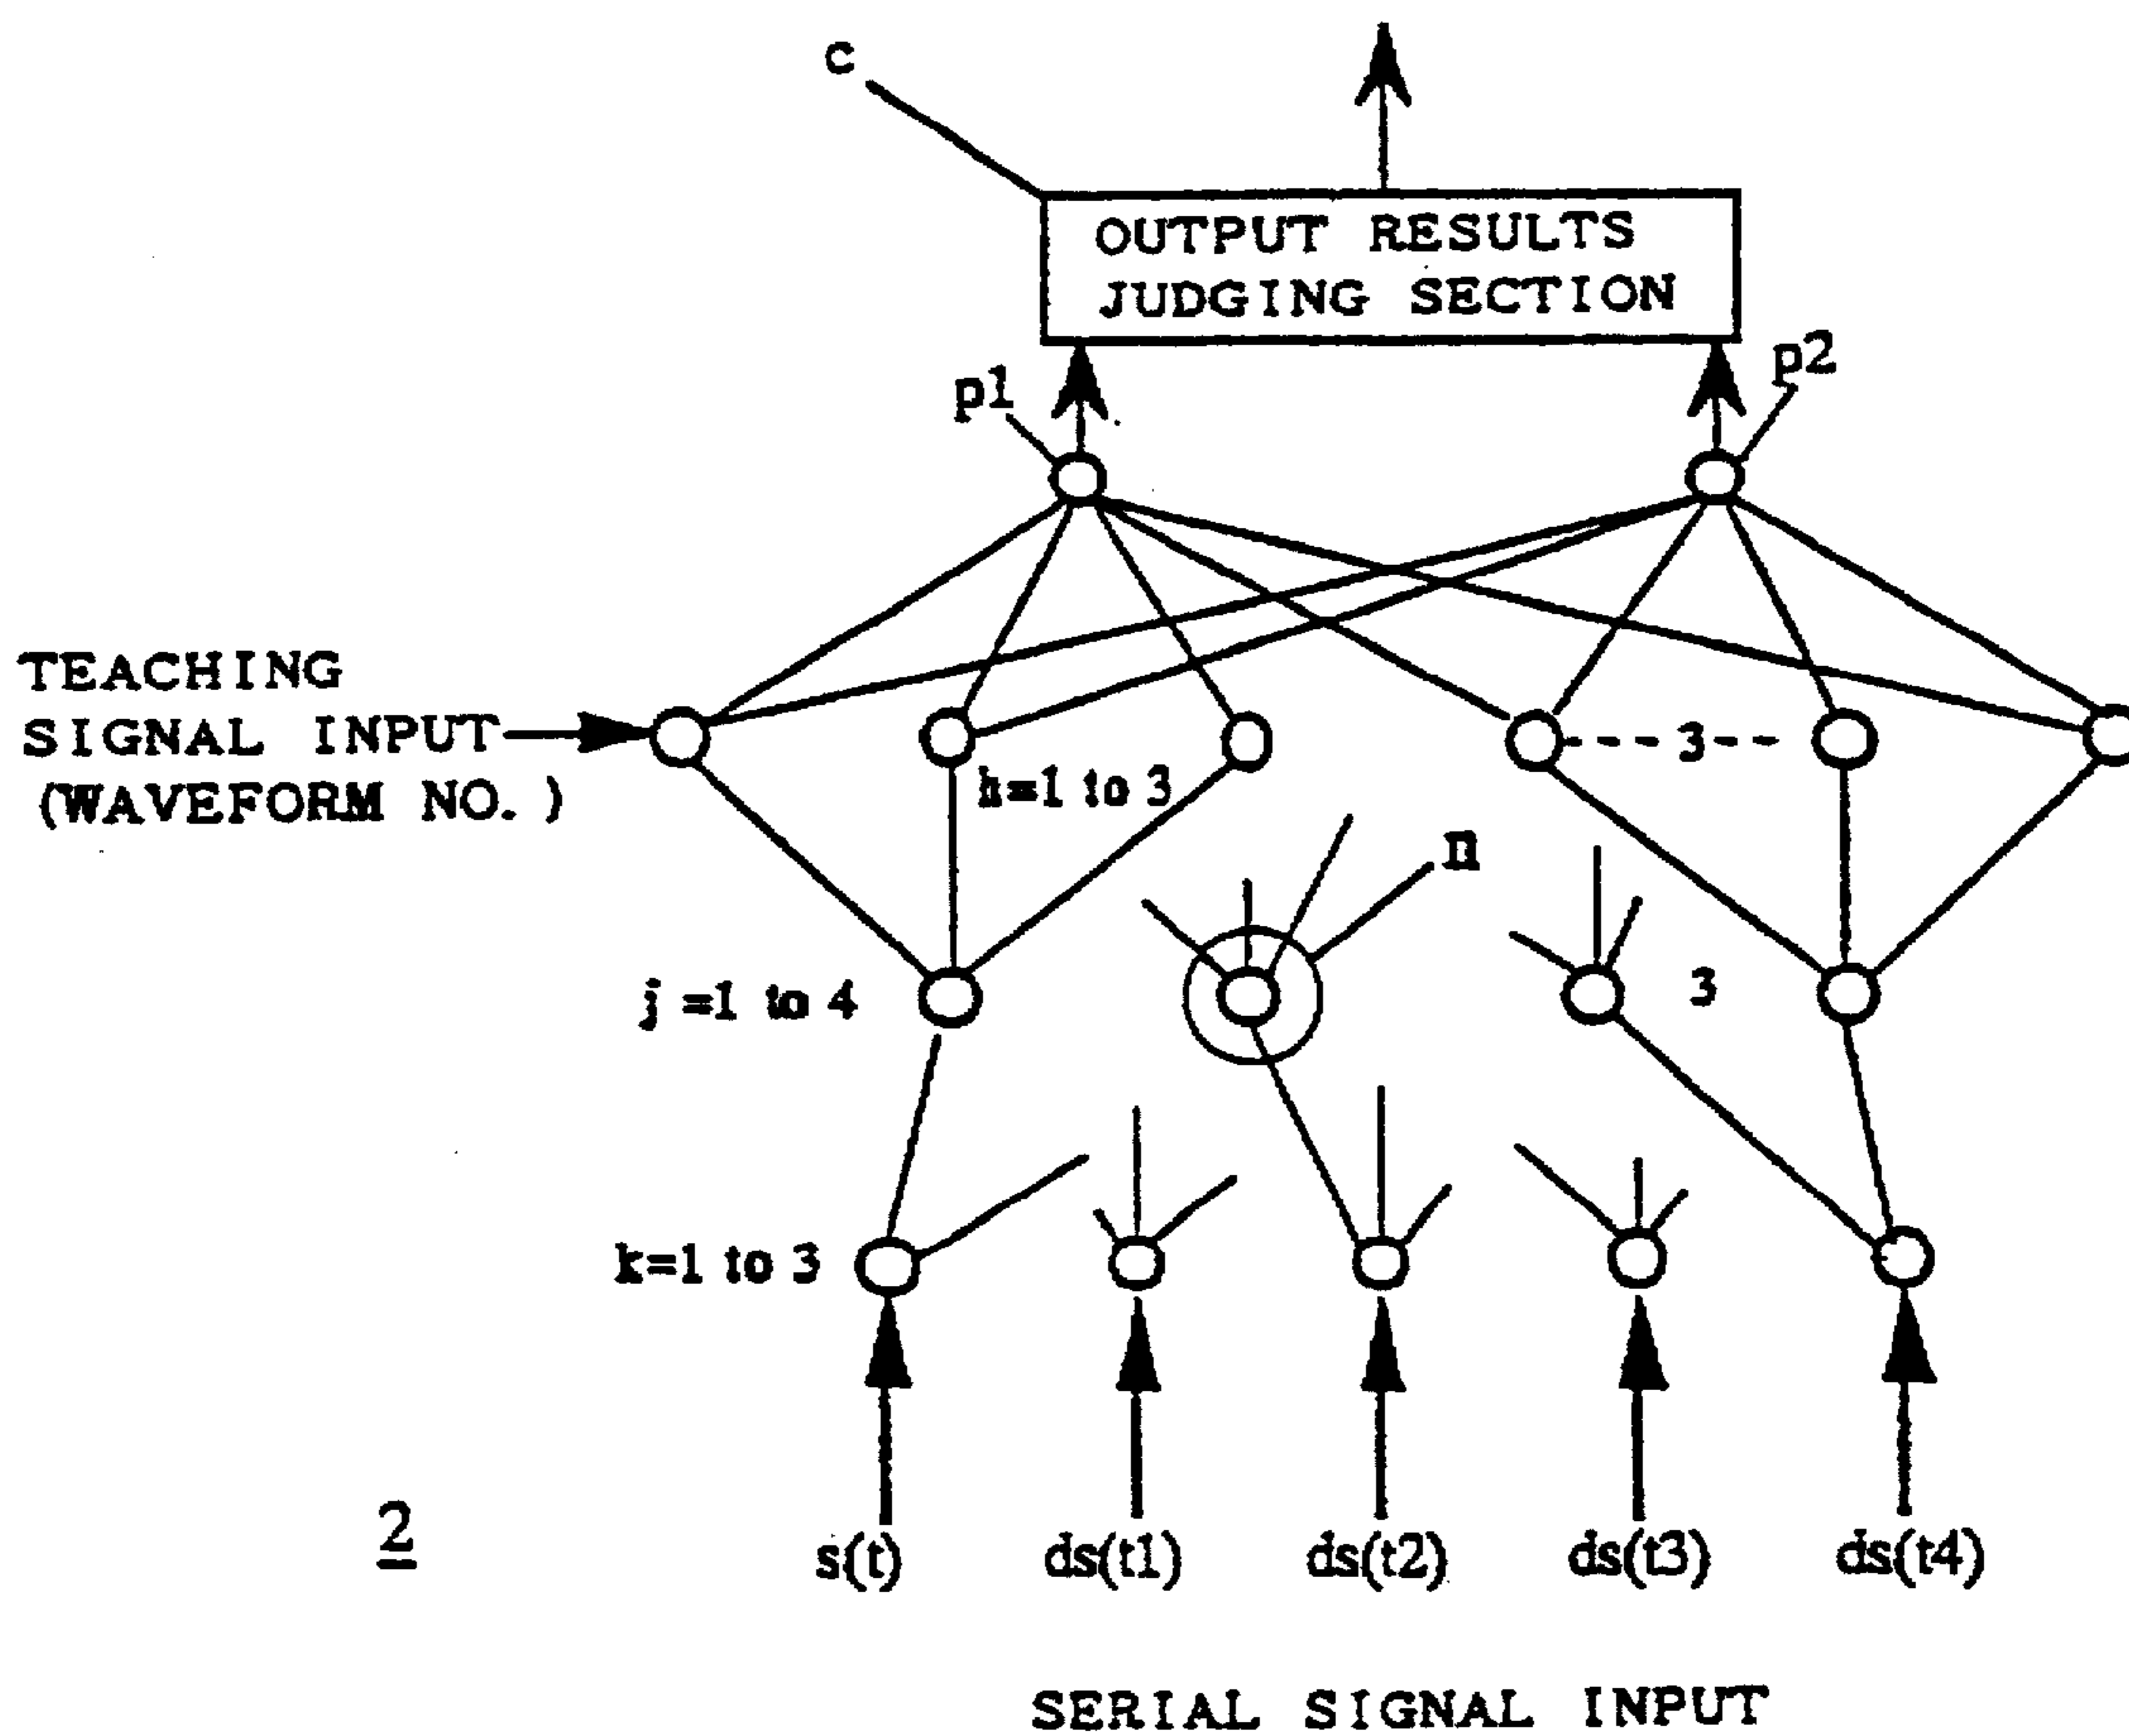 c
OUTPUT RESULTS
JUDGING SECTION
p1
p2
TEACHING
SIGNAL INPUT
(WAVEFORM NO. )
3
h=1 to 3
n
j =1 to 4
3
k=1 to 3
2
s(t) ds(t1) ds(t2) ds(t3) ds(t4)
SERIAL SIGNAL INPUT